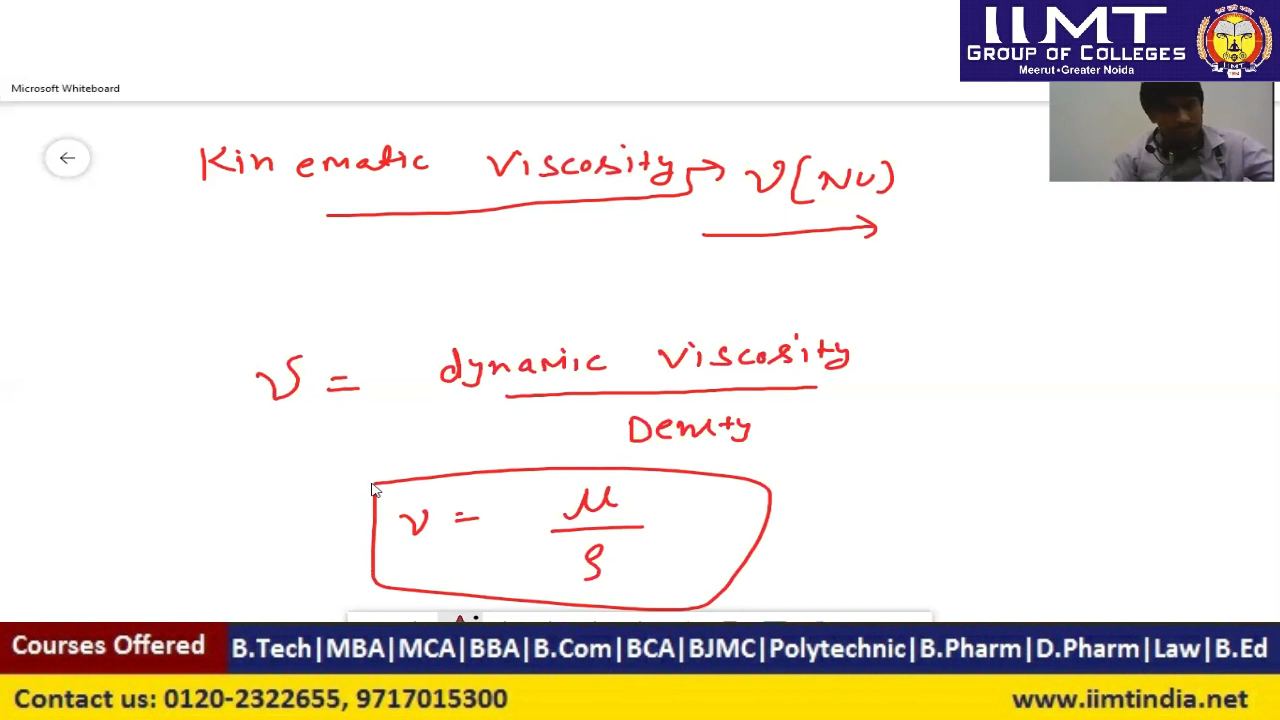 IIMT
GROUP OF COLLEGES
Meerut•Greater Noida
Microsoft Whiteboard
Kinematic Viscosity → ν (Nu)
ν = dynamic viscosity
Density
ν = μ
ρ
Courses Offered B.Tech|MBA|MCA|BBA|B.Com|BCA|BJMC|Polytechnic|B.Pharm|D.Pharm|Law|B.Ed
Contact us: 0120-2322655, 9717015300 www.iimtindia.net